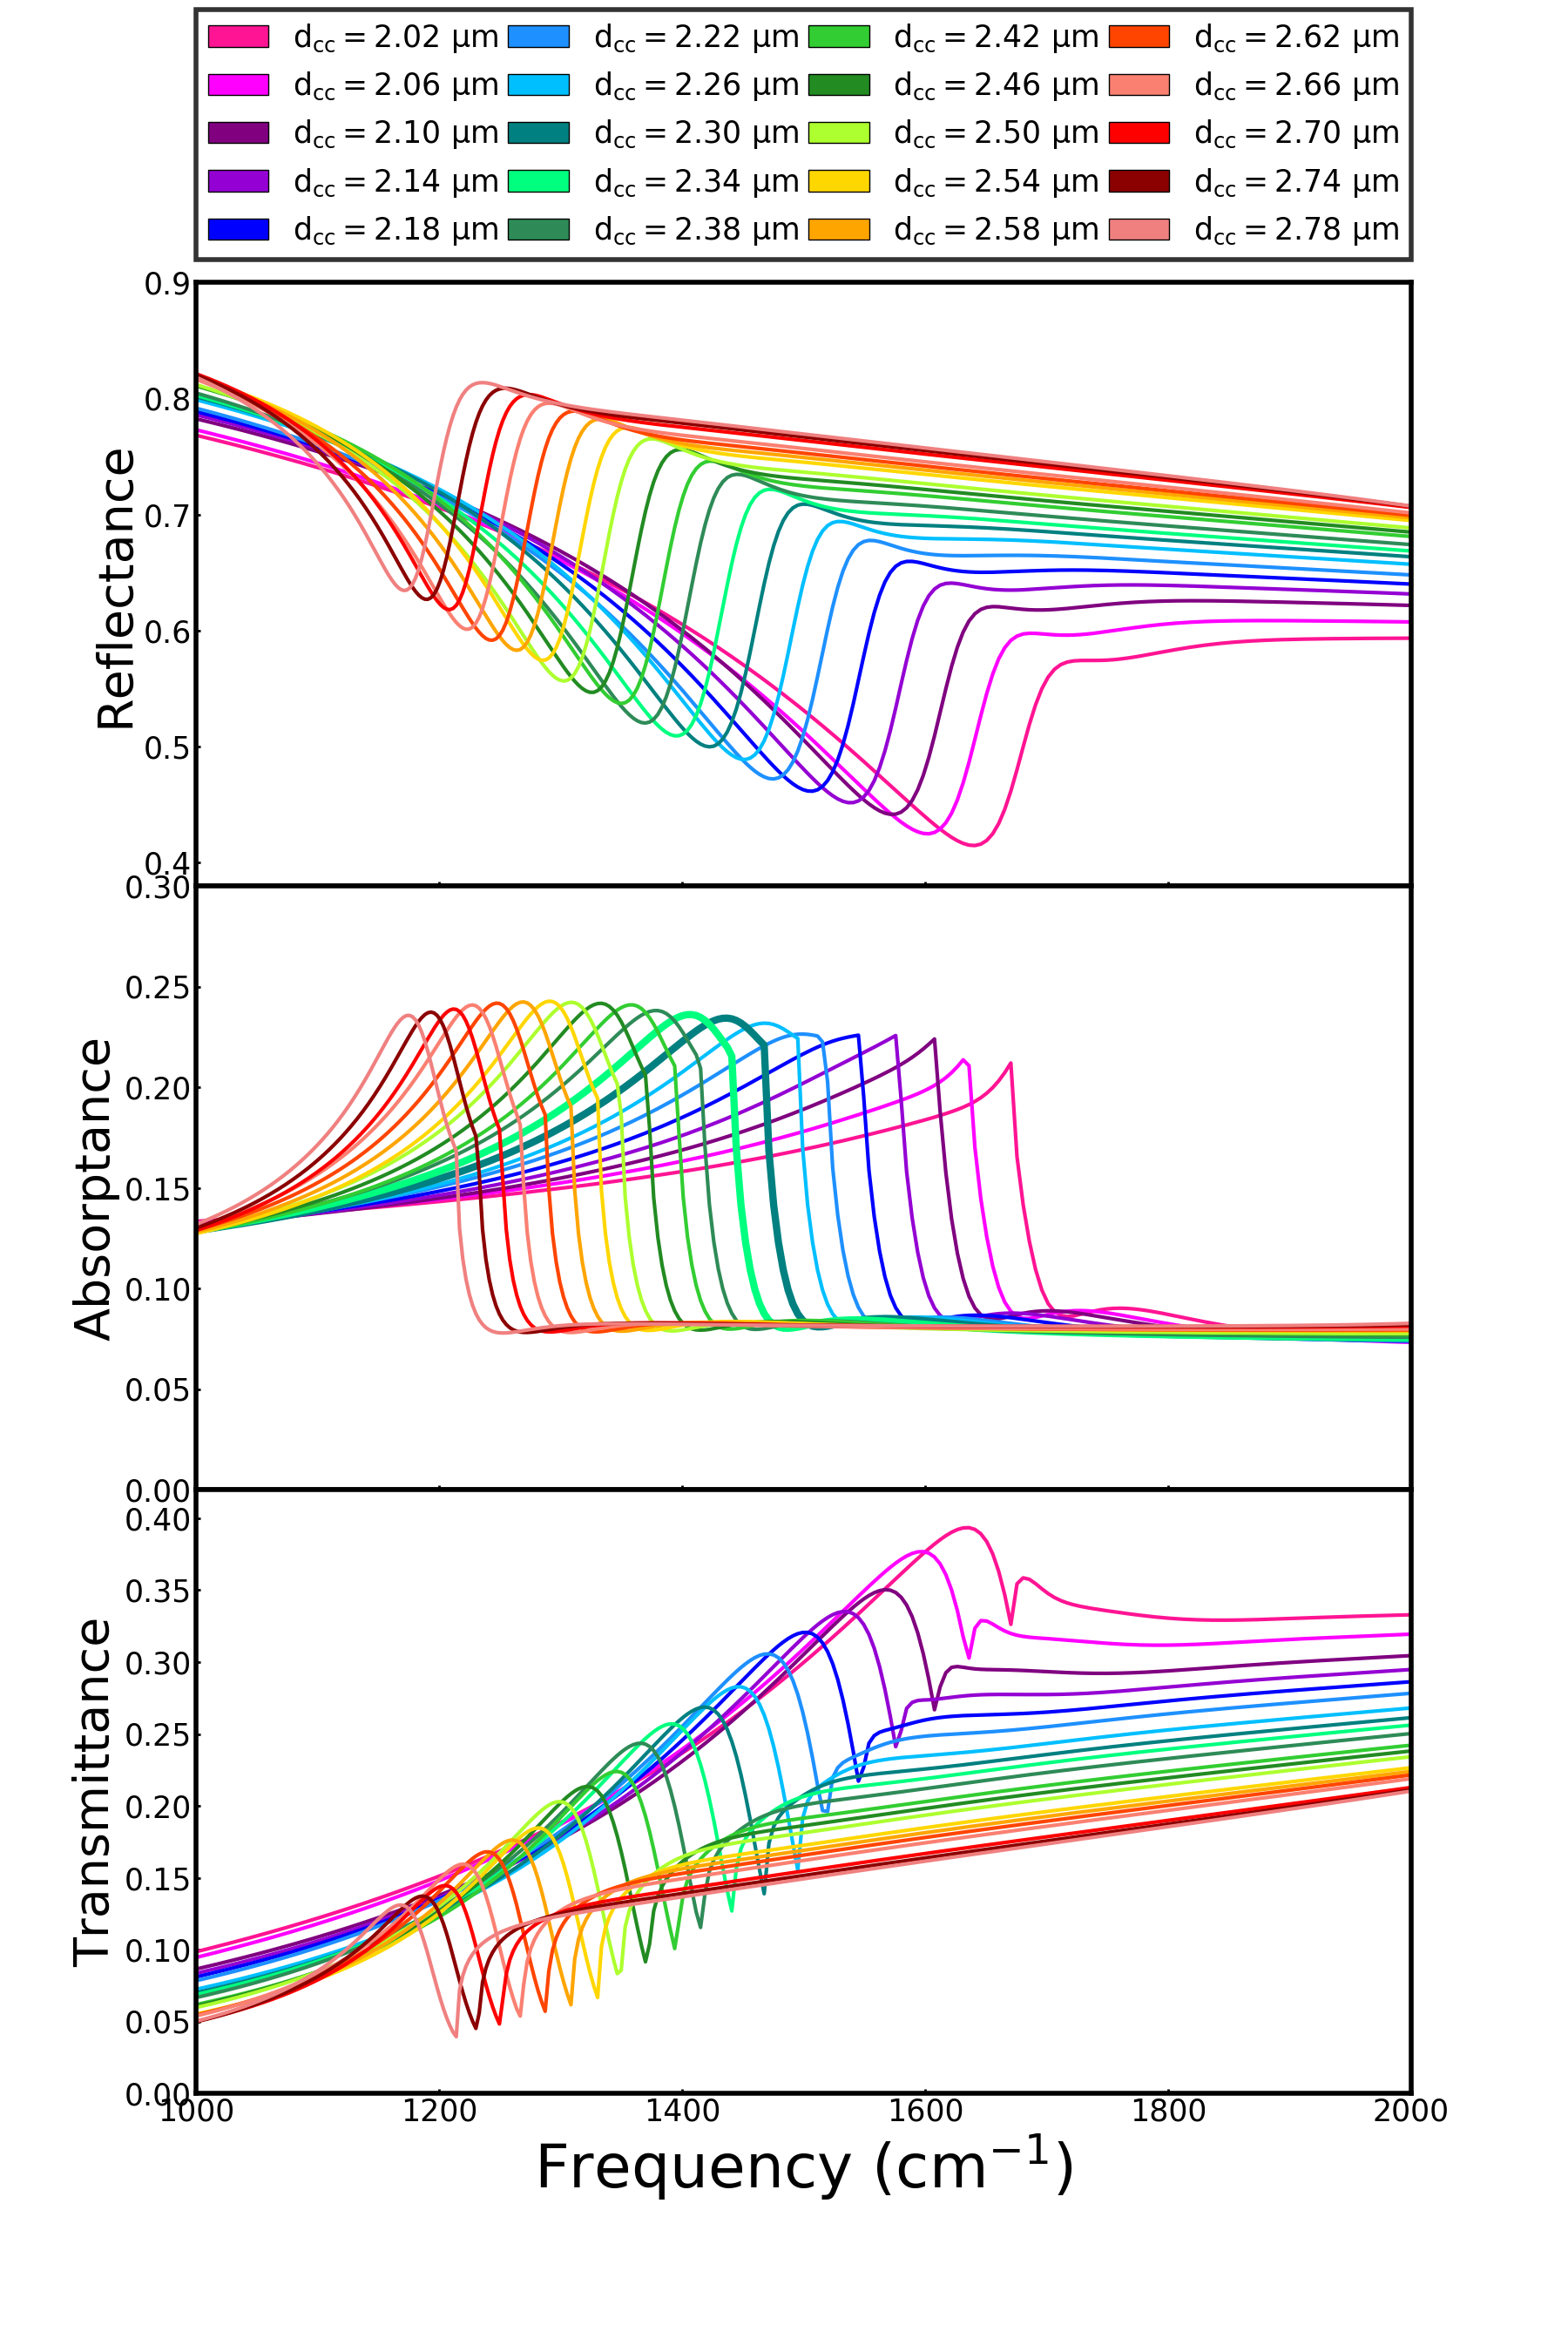 d_cc = 2.02 µm d_cc = 2.22 µm d_cc = 2.42 µm d_cc = 2.62 µm
d_cc = 2.06 µm d_cc = 2.26 µm d_cc = 2.46 µm d_cc = 2.66 µm
d_cc = 2.10 µm d_cc = 2.30 µm d_cc = 2.50 µm d_cc = 2.70 µm
d_cc = 2.14 µm d_cc = 2.34 µm d_cc = 2.54 µm d_cc = 2.74 µm
d_cc = 2.18 µm d_cc = 2.38 µm d_cc = 2.58 µm d_cc = 2.78 µm
0.9
0.8
0.7
0.6
0.5
0.4
Reflectance
0.30
0.25
0.20
0.15
0.10
0.05
0.00
Absorptance
0.40
0.35
0.30
0.25
0.20
0.15
0.10
0.05
0.00
Transmittance
1000 1200 1400 1600 1800 2000
Frequency (cm⁻¹)